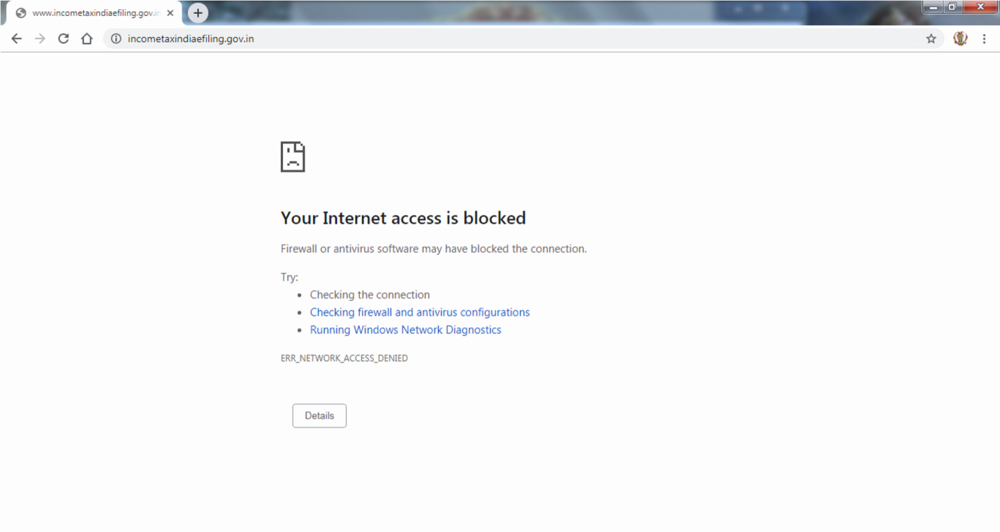 www.incometaxindiaefiling.gov.in
incometaxindiaefiling.gov.in
Your Internet access is blocked
Firewall or antivirus software may have blocked the connection.
Try:
• Checking the connection
• Checking firewall and antivirus configurations
• Running Windows Network Diagnostics
ERR_NETWORK_ACCESS_DENIED
Details